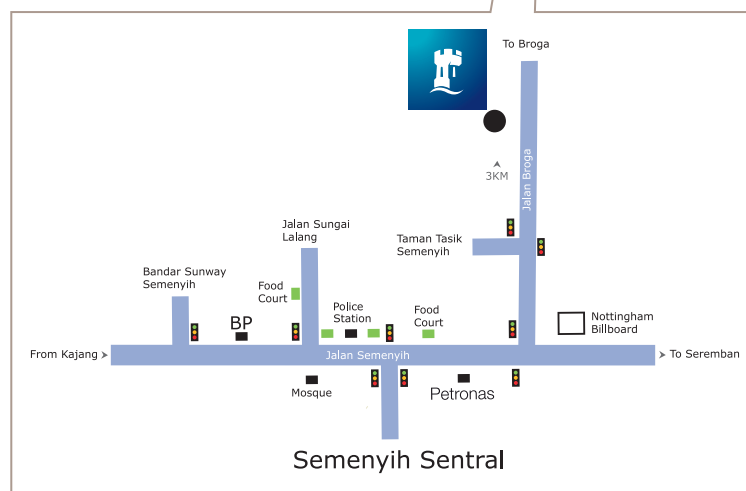 To Broga
3KM
Jalan Broga
Jalan Sungai
Lalang
Taman Tasik
Semenyih
Bandar Sunway
Semenyih
Food
Court
Police
Station
Food
Court
BP
Nottingham
Billboard
From Kajang
Jalan Semenyih
To Seremban
Mosque
Petronas
Semenyih Sentral